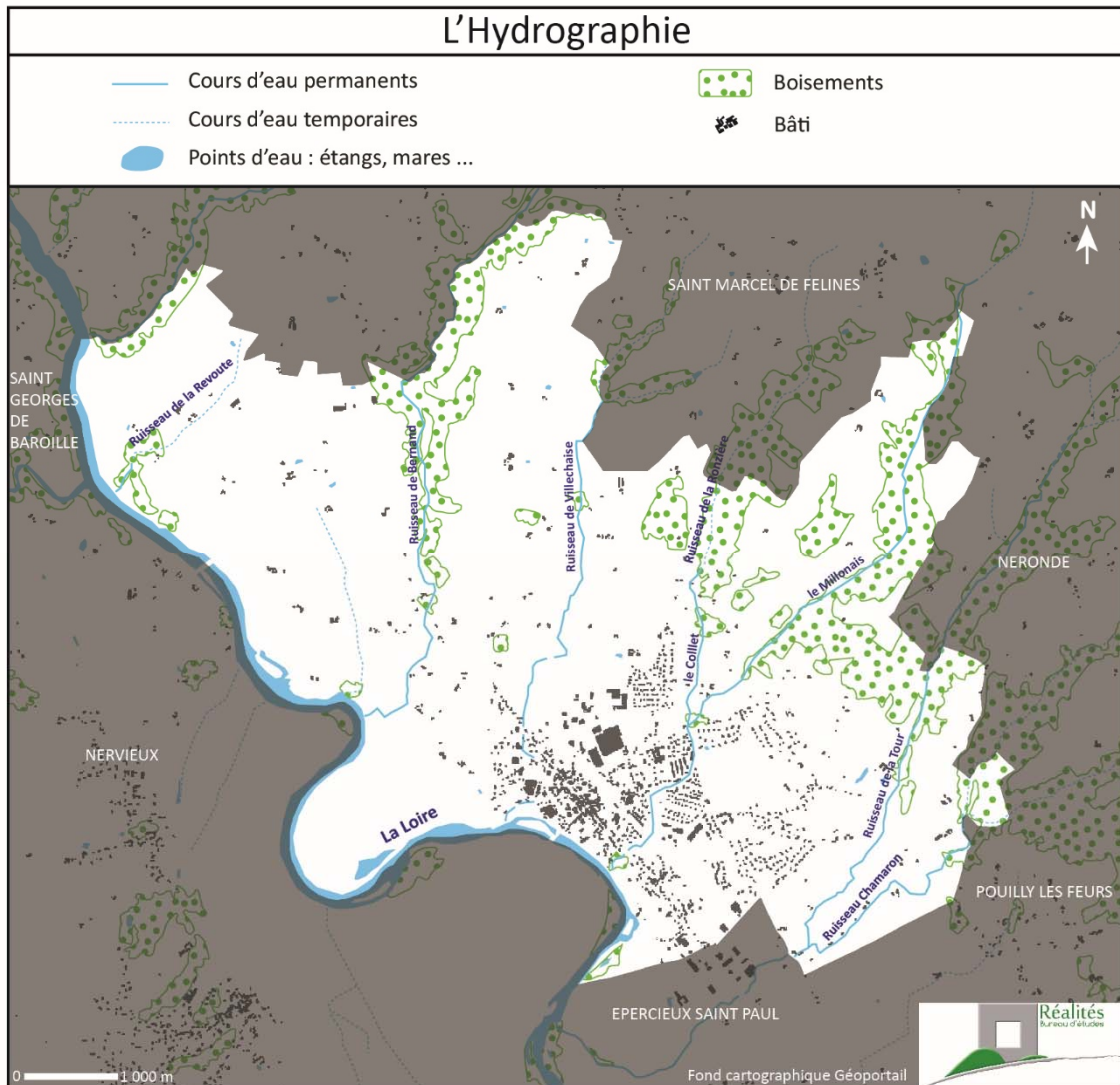 L'Hydrographie
Cours d'eau permanents
Cours d'eau temporaires
Points d'eau : étangs, mares ...
Boisements
Bâti
N
SAINT MARCEL DE FELINES
SAINT
GEORGES
DE
BAROILLE
Ruisseau de la Revoute
Ruisseau de Bernand
Ruisseau de Villechaise
Ruisseau de la Ronzière
le Millonais
NERONDE
le Colllet
NERVIEUX
La Loire
Ruisseau de la Tour
Ruisseau Chamaron
POUILLY LES FEURS
EPERCIEUX SAINT PAUL
Réalités
Bureau d'études
0 1 000 m
Fond cartographique Géoportail